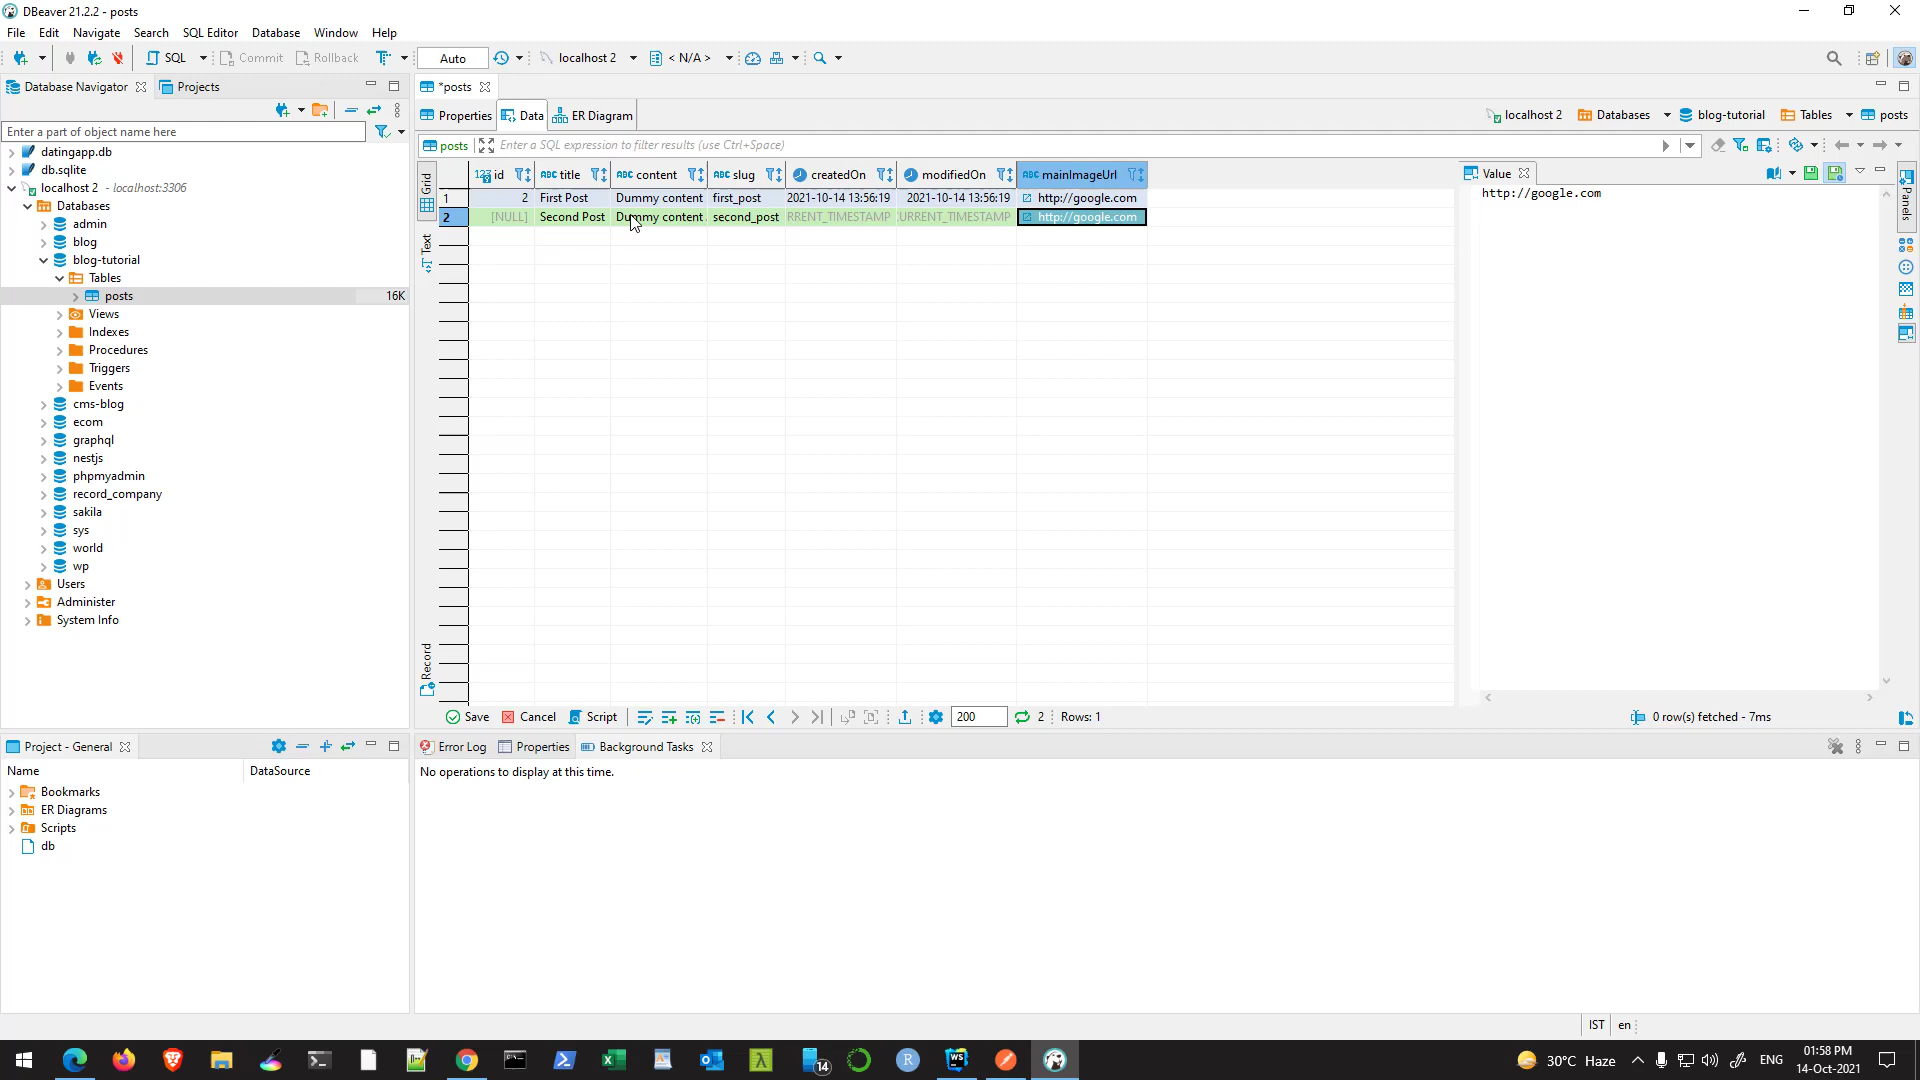 DBeaver 21.2.2 - posts
File Edit Navigate Search SQL Editor Database Window Help
SQL Commit Rollback Auto localhost 2 < N/A >
Database Navigator Projects
Enter a part of object name here
datingapp.db
db.sqlite
localhost 2 - localhost:3306
Databases
admin
blog
blog-tutorial
Tables
posts 16K
Views
Indexes
Procedures
Triggers
Events
cms-blog
ecom
graphql
nestjs
phpmyadmin
record_company
sakila
sys
world
wp
Users
Administer
System Info
*posts
Properties Data ER Diagram
localhost 2 Databases blog-tutorial Tables posts
posts Enter a SQL expression to filter results (use Ctrl+Space)
Grid
Text
Record
123 id ABC title ABC content ABC slug createdOn modifiedOn ABC mainImageUrl
1 2 First Post Dummy content first_post 2021-10-14 13:56:19 2021-10-14 13:56:19 http://google.com
2 [NULL] Second Post Dummy content second_post RRENT_TIMESTAMP URRENT_TIMESTAMP http://google.com
Value
http://google.com
Panels
Save Cancel Script 200 2 Rows: 1
0 row(s) fetched - 7ms
Project - General
Name DataSource
Bookmarks
ER Diagrams
Scripts
db
Error Log Properties Background Tasks
No operations to display at this time.
IST en
14
30°C Haze ENG
01:58 PM
14-Oct-2021